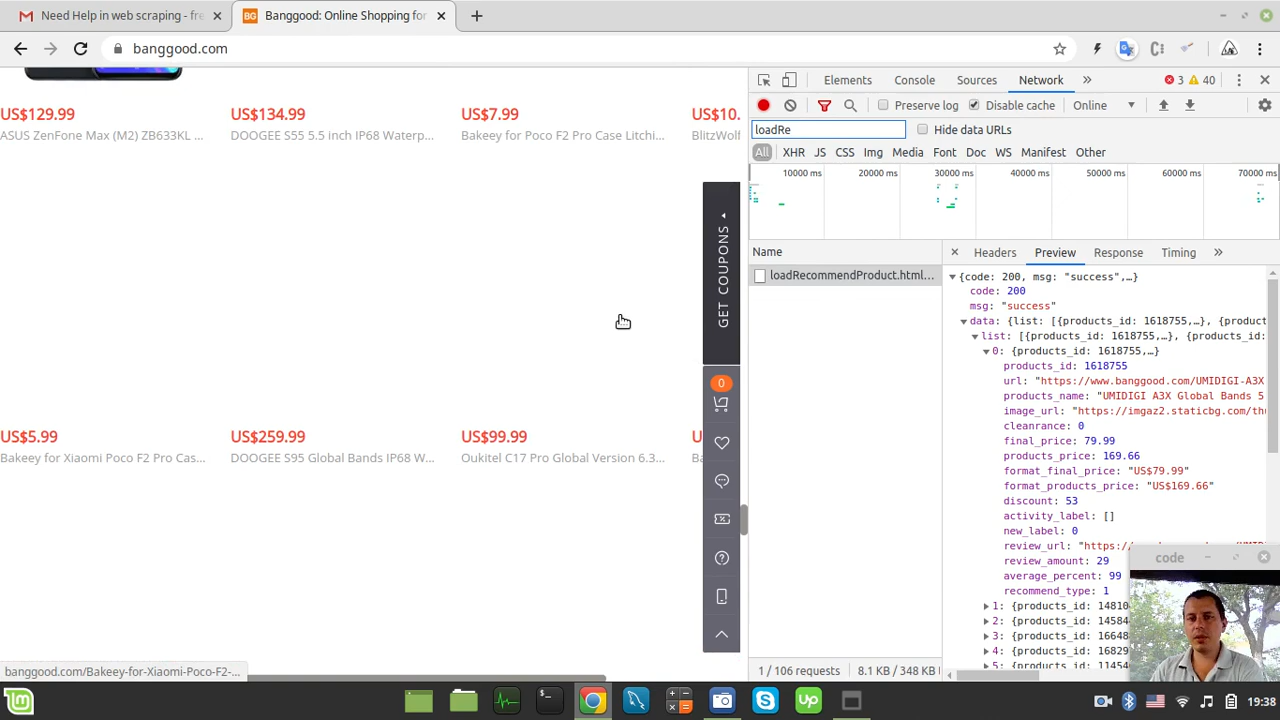 Need Help in web scraping - fre
Banggood: Online Shopping for
banggood.com
US$129.99
US$134.99
US$7.99
US$10.
ASUS ZenFone Max (M2) ZB633KL ...
DOOGEE S55 5.5 inch IP68 Waterp...
Bakeey for Poco F2 Pro Case Litchi...
BlitzWolf
GET COUPONS
0
US$5.99
US$259.99
US$99.99
Bakeey for Xiaomi Poco F2 Pro Cas...
DOOGEE S95 Global Bands IP68 W...
Oukitel C17 Pro Global Version 6.3...
banggood.com/Bakeey-for-Xiaomi-Poco-F2-...
Elements Console Sources Network 3 40
Preserve log Disable cache Online
loadRe Hide data URLs
All XHR JS CSS Img Media Font Doc WS Manifest Other
10000 ms 20000 ms 30000 ms 40000 ms 50000 ms 60000 ms 70000 ms
Name Headers Preview Response Timing
loadRecommendProduct.html...
{code: 200, msg: "success",…}
code: 200
msg: "success"
data: {list: [{products_id: 1618755,…}, {product
list: [{products_id: 1618755,…}, {products_id:
0: {products_id: 1618755,…}
products_id: 1618755
url: "https://www.banggood.com/UMIDIGI-A3X
products_name: "UMIDIGI A3X Global Bands 5
image_url: "https://imgaz2.staticbg.com/th
cleanrance: 0
final_price: 79.99
products_price: 169.66
format_final_price: "US$79.99"
format_products_price: "US$169.66"
discount: 53
activity_label: []
new_label: 0
review_url: "https:/
review_amount: 29
average_percent: 99
recommend_type: 1
1: {products_id: 14810
2: {products_id: 14584
3: {products_id: 16648
4: {products_id: 16829
5: {products_id: 11454
code
1 / 106 requests 8.1 KB / 348 KB
Up
19:38